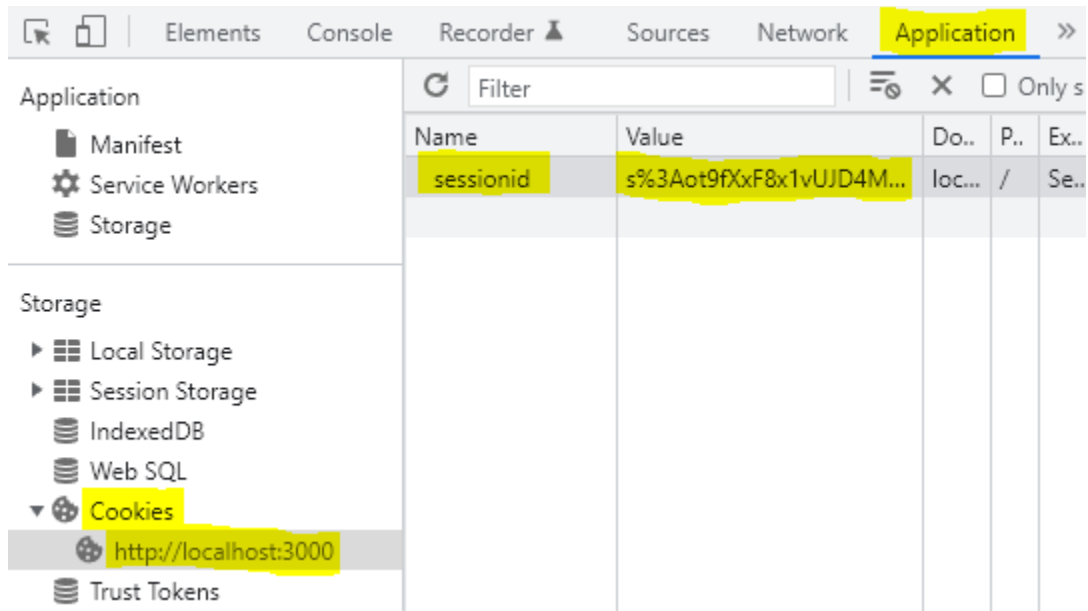 Elements Console Recorder Sources Network Application »
Application
Manifest
Service Workers
Storage
Storage
Local Storage
Session Storage
IndexedDB
Web SQL
Cookies
http://localhost:3000
Trust Tokens
Filter Only s
Name Value Do.. P.. Ex..
sessionid s%3Aot9fXxF8x1vUJD4M... loc... / Se..